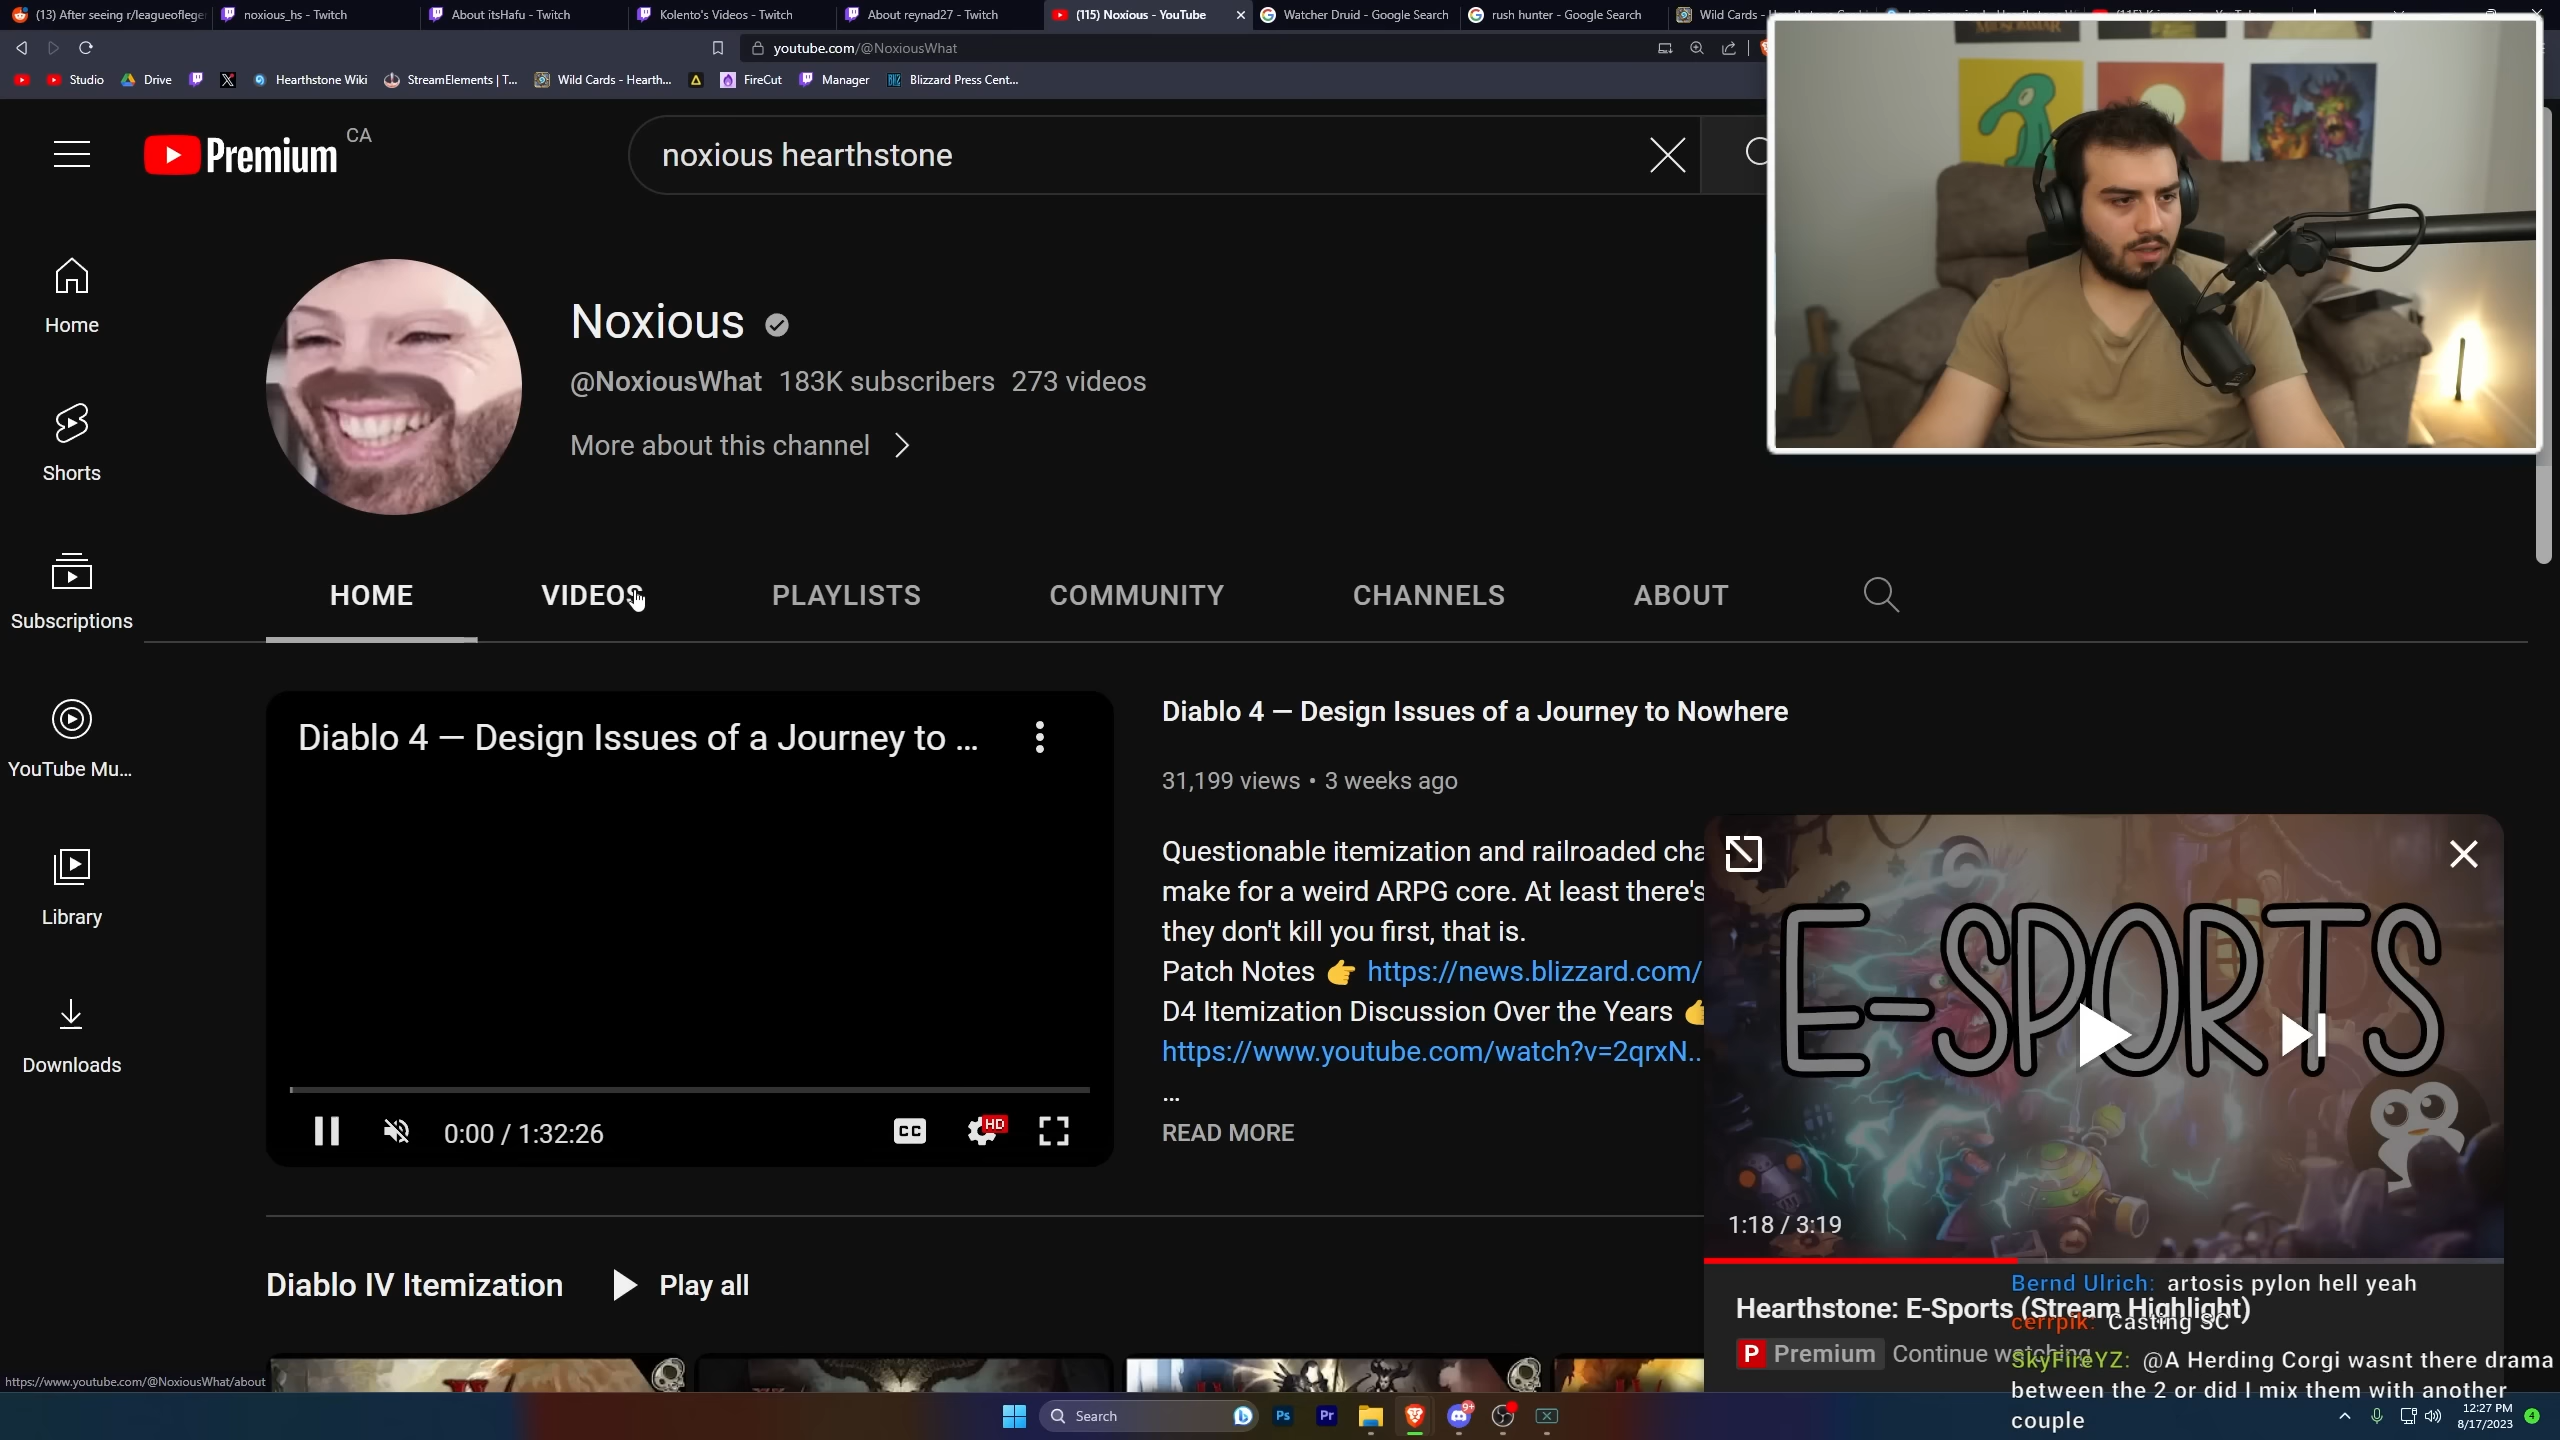 (13) After seeing r/leagueofleger
noxious_hs - Twitch
About itsHafu - Twitch
Kolento's Videos - Twitch
About reynad27 - Twitch
(115) Noxious - YouTube
Watcher Druid - Google Search
rush hunter - Google Search
Wild Cards -
youtube.com/@NoxiousWhat
Studio
Drive
Hearthstone Wiki
StreamElements | T...
Wild Cards - Hearth...
FireCut
Manager
Blizzard Press Cent...
Premium
CA
noxious hearthstone
Home
Shorts
Subscriptions
YouTube Mu...
Library
Downloads
Noxious
@NoxiousWhat 183K subscribers 273 videos
More about this channel
HOME
VIDEOS
PLAYLISTS
COMMUNITY
CHANNELS
ABOUT
Diablo 4 — Design Issues of a Journey to ...
0:00 / 1:32:26
CC
HD
Diablo 4 — Design Issues of a Journey to Nowhere
31,199 views • 3 weeks ago
Questionable itemization and railroaded cha
make for a weird ARPG core. At least there's
they don't kill you first, that is.
Patch Notes 👉 https://news.blizzard.com/
D4 Itemization Discussion Over the Years 👉
https://www.youtube.com/watch?v=2qrxN..
...
READ MORE
E-SPORTS
1:18 / 3:19
Hearthstone: E-Sports (Stream Highlight)
P Premium Continue watching
Bernd Ulrich: artosis pylon hell yeah
cerrpik: Casting SC
SkyFireYZ: @A Herding Corgi wasnt there drama
between the 2 or did I mix them with another
couple
Diablo IV Itemization
Play all
https://www.youtube.com/@NoxiousWhat/about
Search
Ps
Pr
9+
12:27 PM
8/17/2023
4